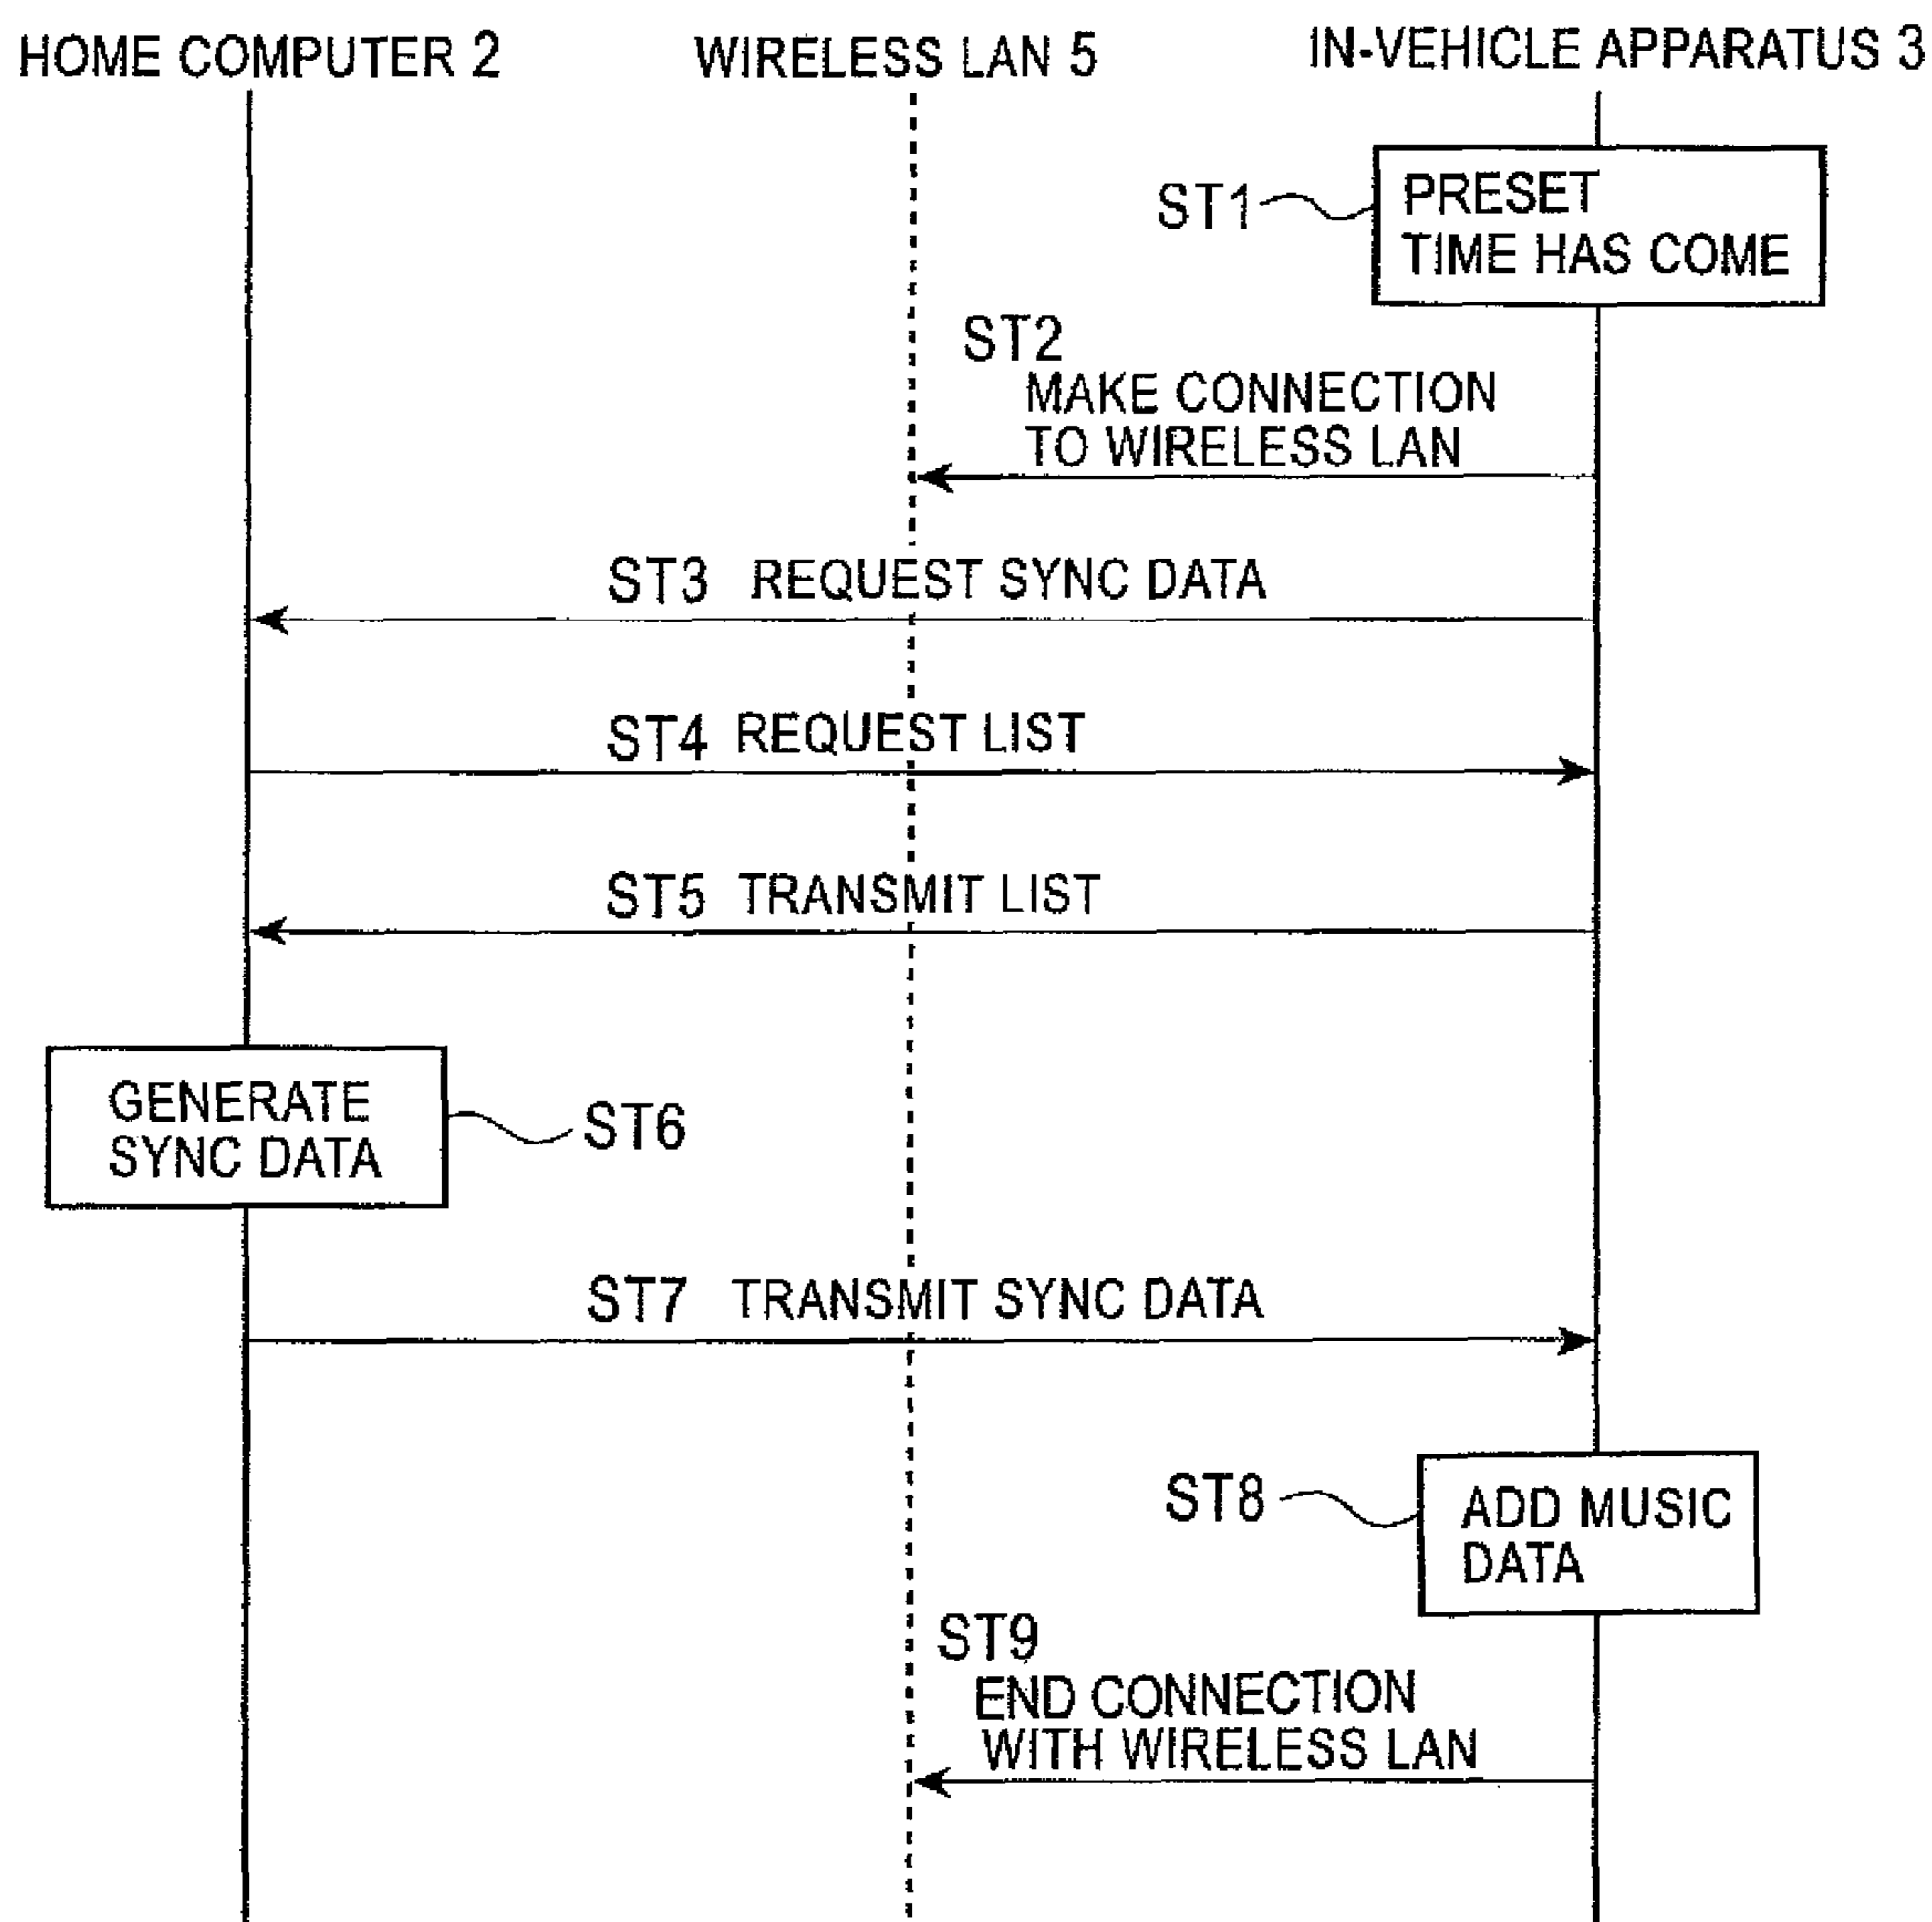 HOME COMPUTER 2
WIRELESS LAN 5
IN-VEHICLE APPARATUS 3
ST1
PRESET
TIME HAS COME
ST2
MAKE CONNECTION
TO WIRELESS LAN
ST3 REQUEST SYNC DATA
ST4 REQUEST LIST
ST5 TRANSMIT LIST
GENERATE
SYNC DATA
ST6
ST7 TRANSMIT SYNC DATA
ST8
ADD MUSIC
DATA
ST9
END CONNECTION
WITH WIRELESS LAN